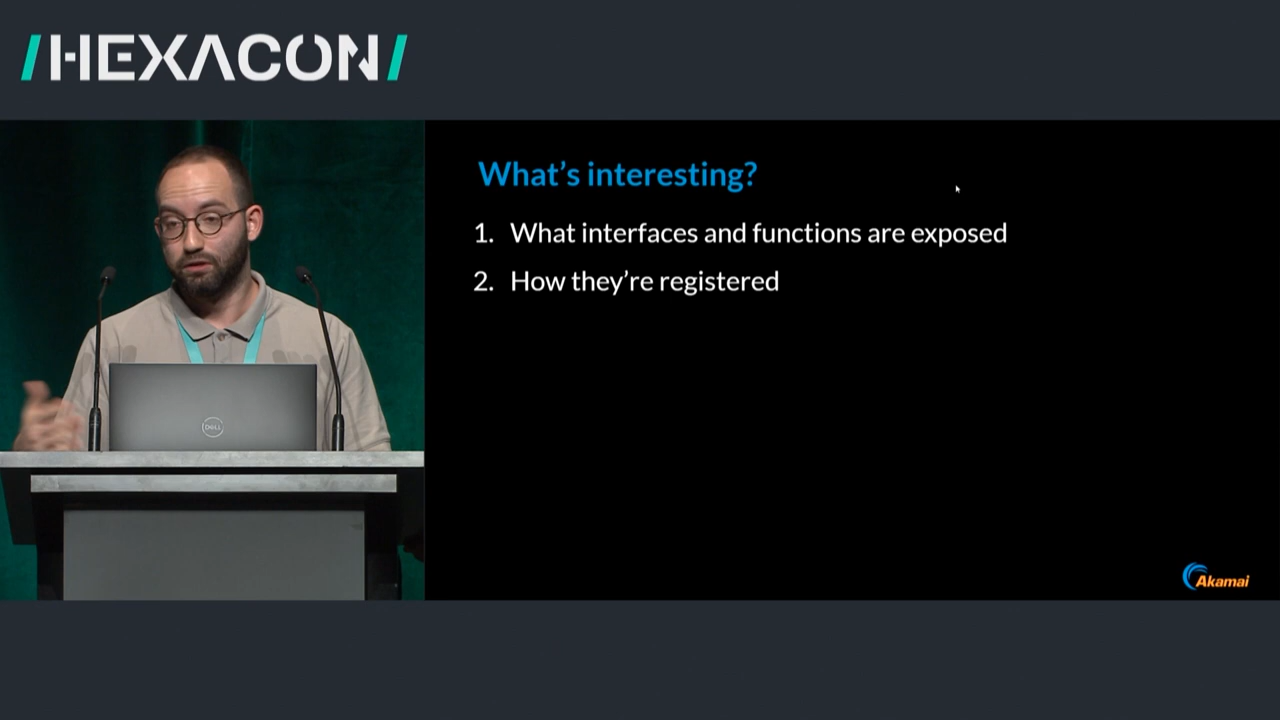 /HEXACON/
What's interesting?
1. What interfaces and functions are exposed
2. How they're registered
DELL
Akamai